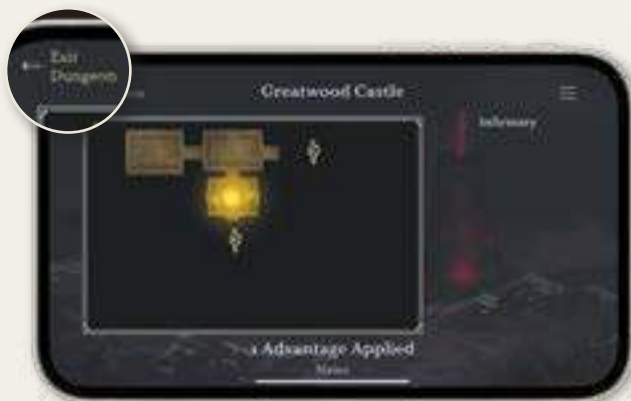 ← Exit
Dungeon
Greatwood Castle
Infirmary
Advantage Applied